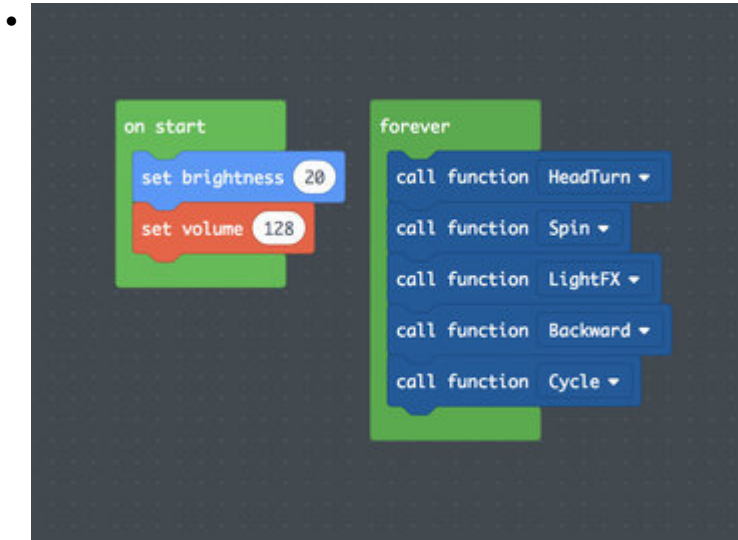 on start
set brightness 20
set volume 128
forever
call function HeadTurn
call function Spin
call function LightFX
call function Backward
call function Cycle